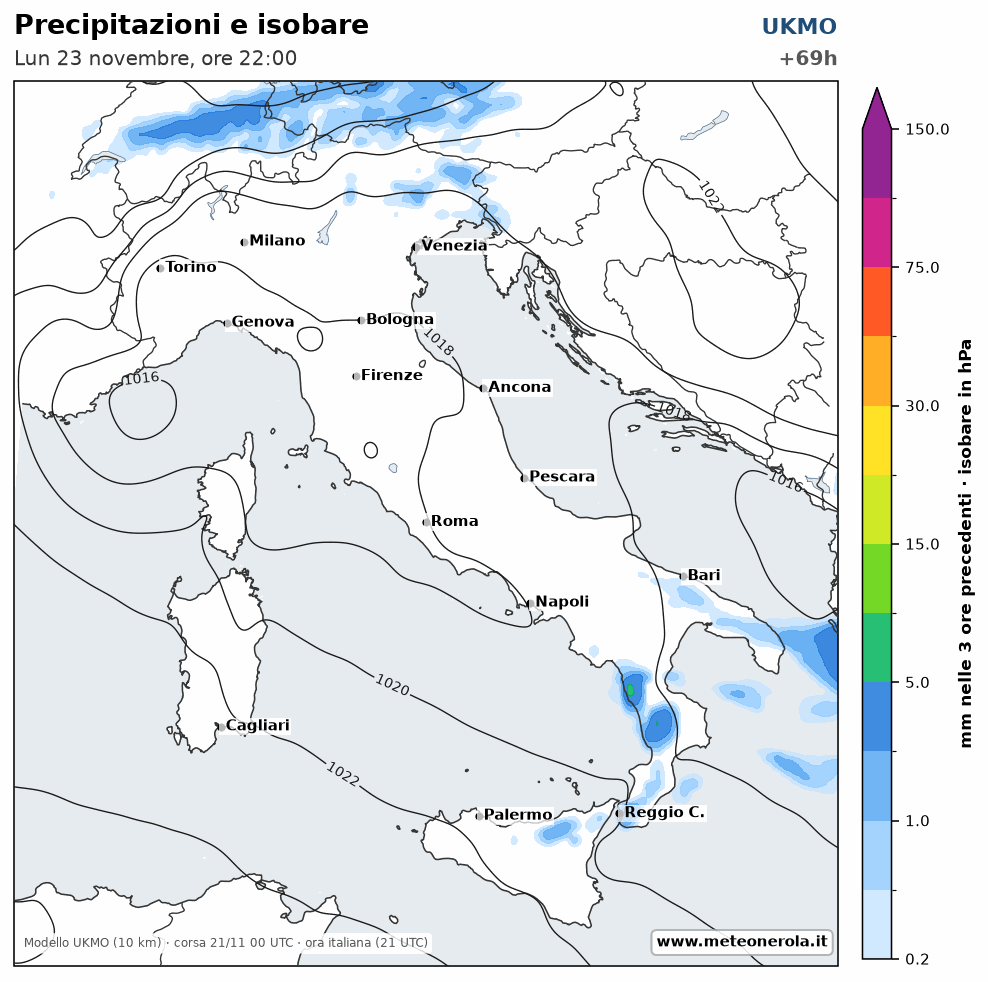 Precipitazioni e isobare
UKMO
Lun 23 novembre, ore 22:00
+69h
150.0
Milano
Venezia
Torino
75.0
Genova
Bologna
1018
Firenze
1016
Ancona
30.0
1018
Pescara
1016
Roma
15.0
Bari
Napoli
1020
5.0
Cagliari
1022
Palermo
Reggio C.
1.0
mm nelle 3 ore precedenti · isobare in hPa
Modello UKMO (10 km) · corsa 21/11 00 UTC · ora italiana (21 UTC)
www.meteonerola.it
0.2